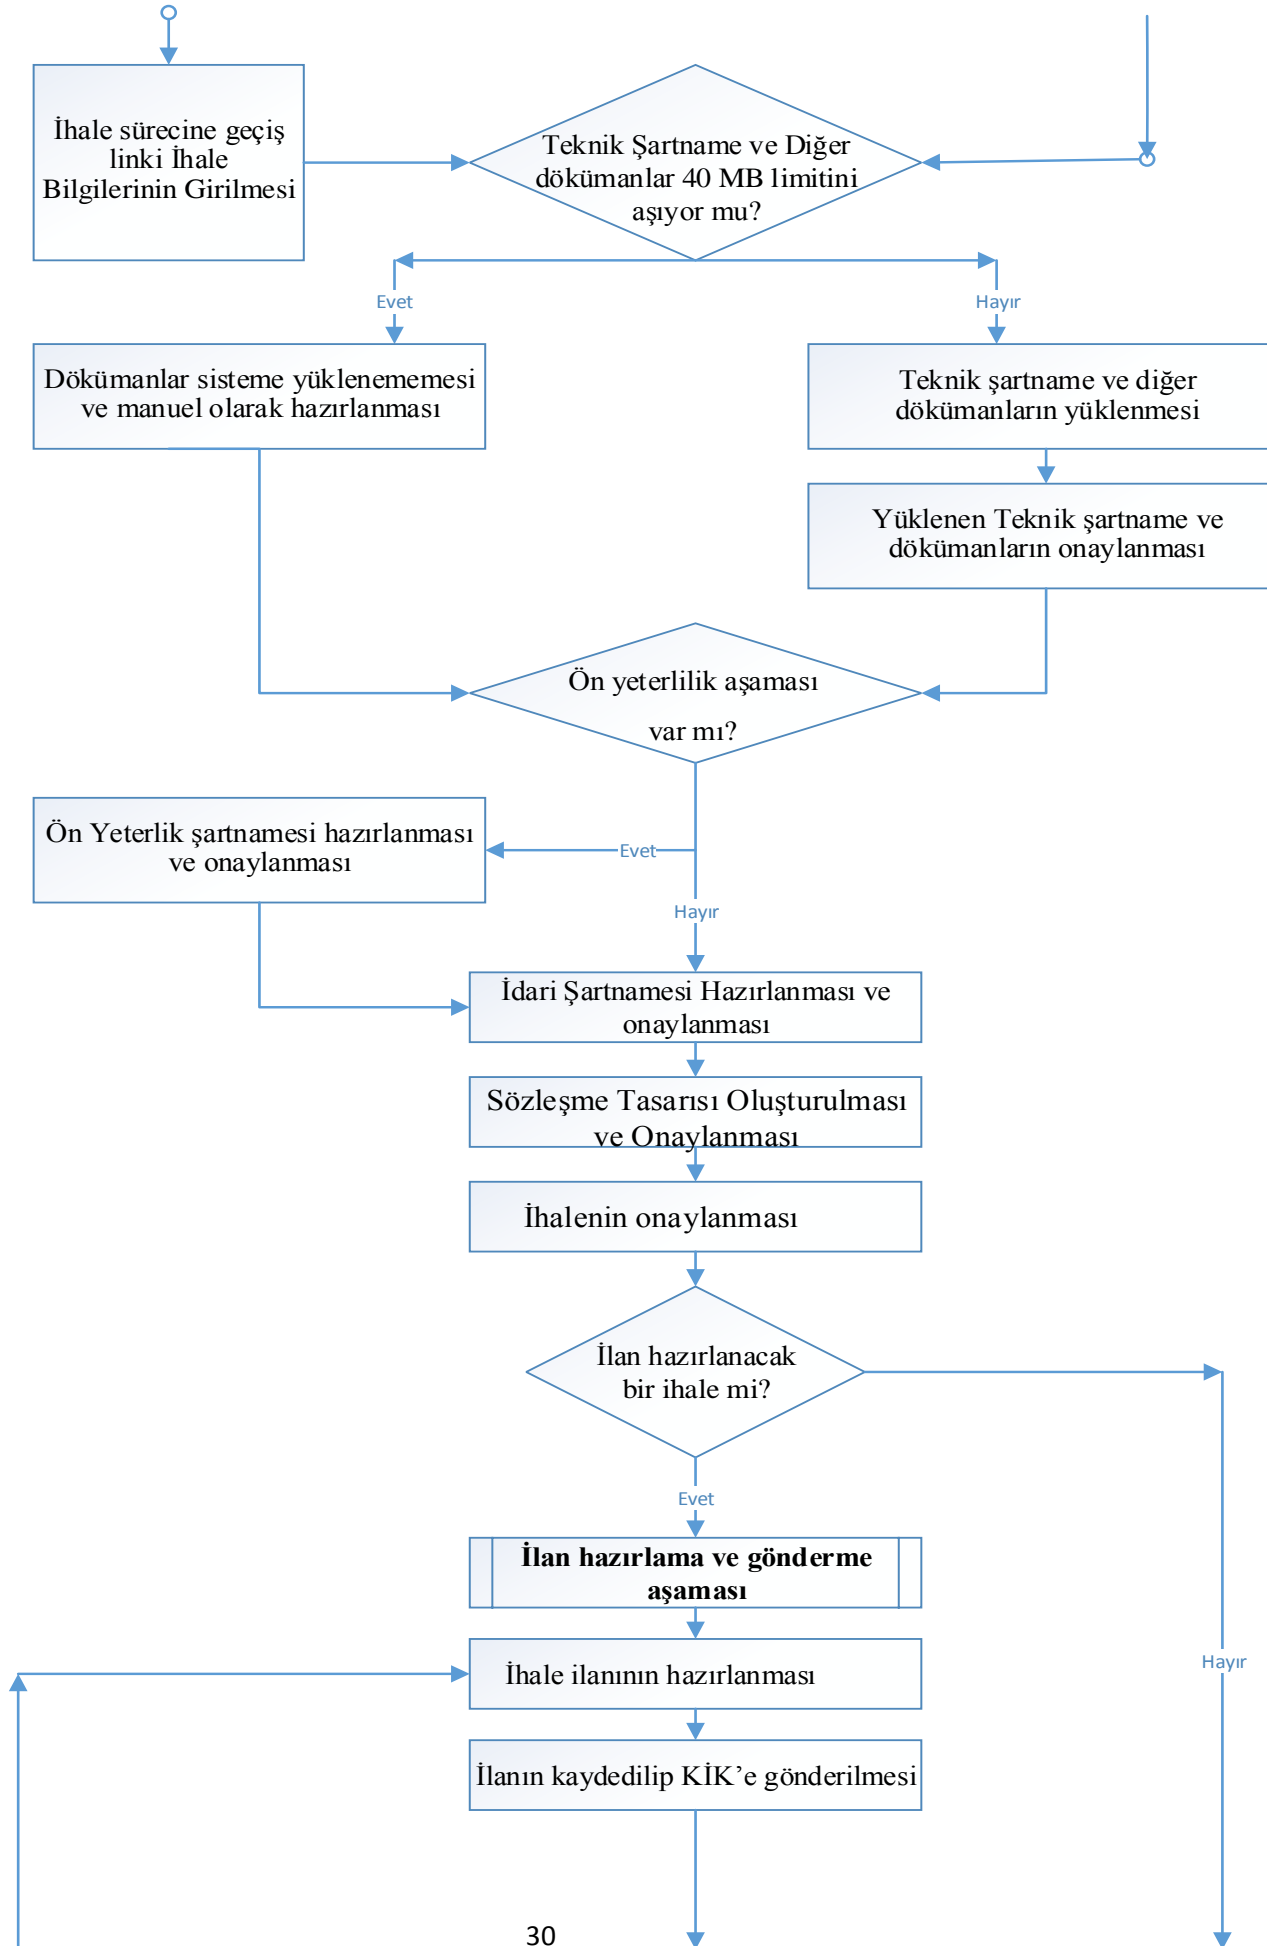 İhale sürecine geçiş
linki İhale
Bilgilerinin Girilmesi
Teknik Şartname ve Diğer
dökümanlar 40 MB limitini
aşıyor mu?
Evet
Hayır
Dökümanlar sisteme yüklenememesi
ve manuel olarak hazırlanması
Teknik şartname ve diğer
dökümanların yüklenmesi
Yüklenen Teknik şartname ve
dökümanların onaylanması
Ön yeterlilik aşaması
var mı?
Ön Yeterlik şartnamesi hazırlanması
ve onaylanması
Evet
Hayır
İdari Şartnamesi Hazırlanması ve
onaylanması
Sözleşme Tasarısı Oluşturulması
ve Onaylanması
İhalenin onaylanması
İlan hazırlanacak
bir ihale mi?
Evet
İlan hazırlama ve gönderme
aşaması
İhale ilanının hazırlanması
Hayır
İlanın kaydedilip KİK’e gönderilmesi
30